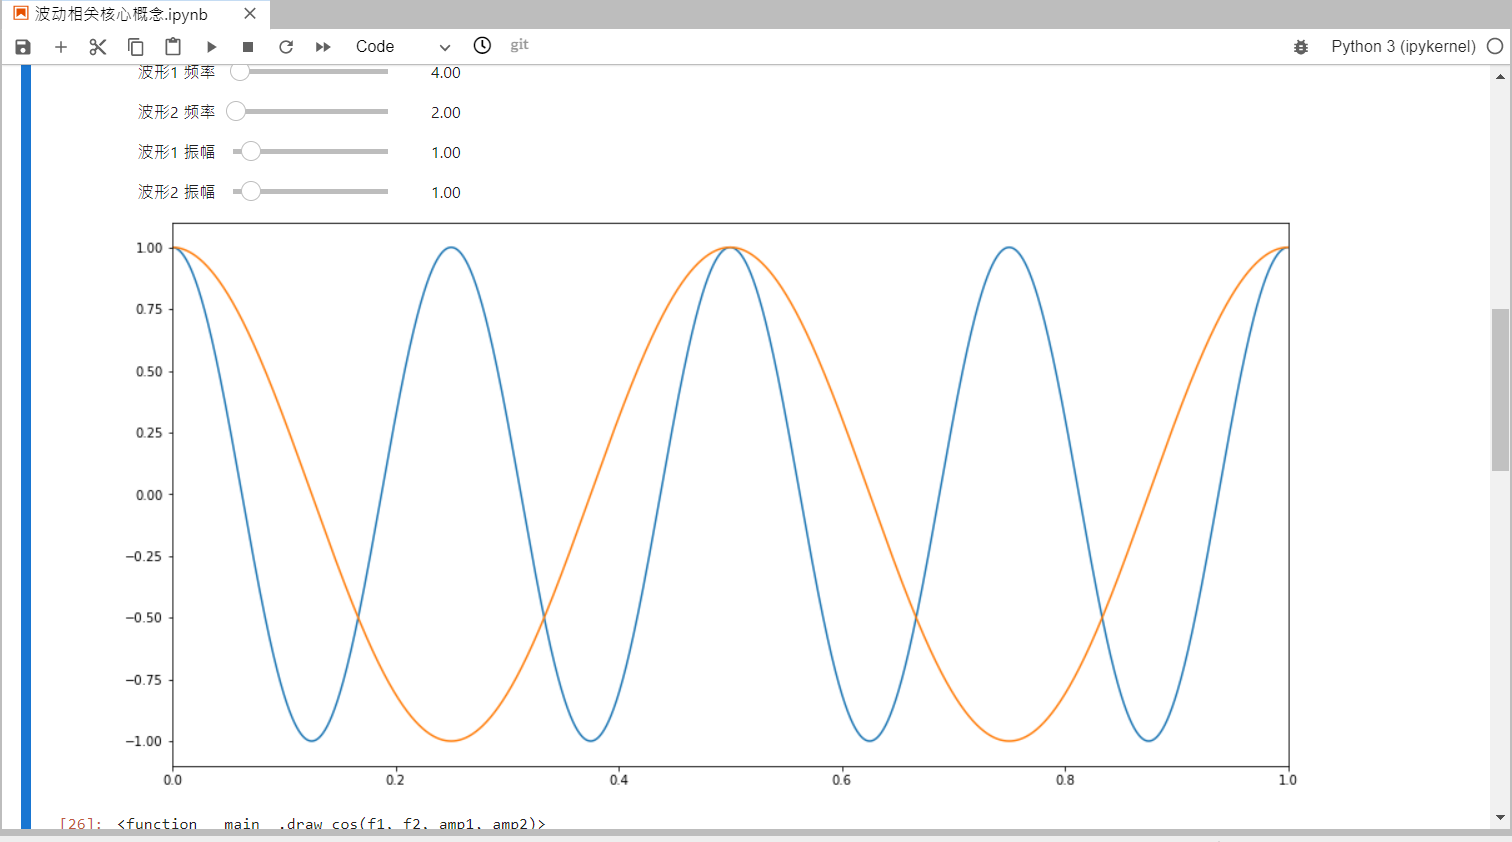 波动相关核心概念.ipynb
Code
git
Python 3 (ipykernel)
波形1 频率 4.00
波形2 频率 2.00
波形1 振幅 1.00
波形2 振幅 1.00
1.00
0.75
0.50
0.25
0.00
−0.25
−0.50
−0.75
−1.00
0.0 0.2 0.4 0.6 0.8 1.0
[26]: <function __main__.draw_cos(f1, f2, amp1, amp2)>